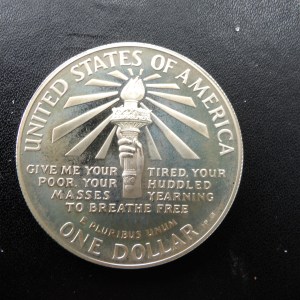 UNITED STATES OF AMERICA
GIVE ME YOUR TIRED, YOUR
POOR, YOUR HUDDLED
MASSES YEARNING
TO BREATHE FREE
E PLURIBUS UNUM
ONE DOLLAR